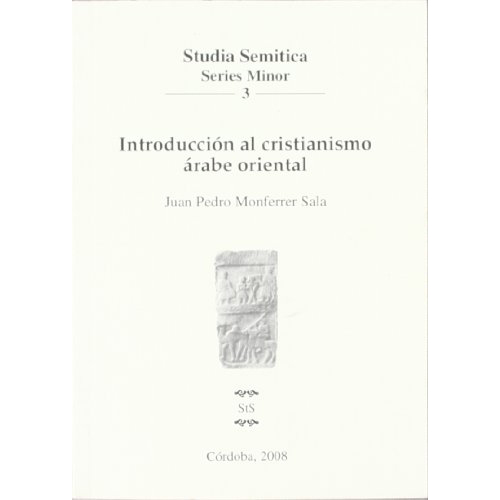 Studia Semitica
Series Minor
3
Introducción al cristianismo
árabe oriental
Juan Pedro Monferrer Sala
StS
Córdoba, 2008